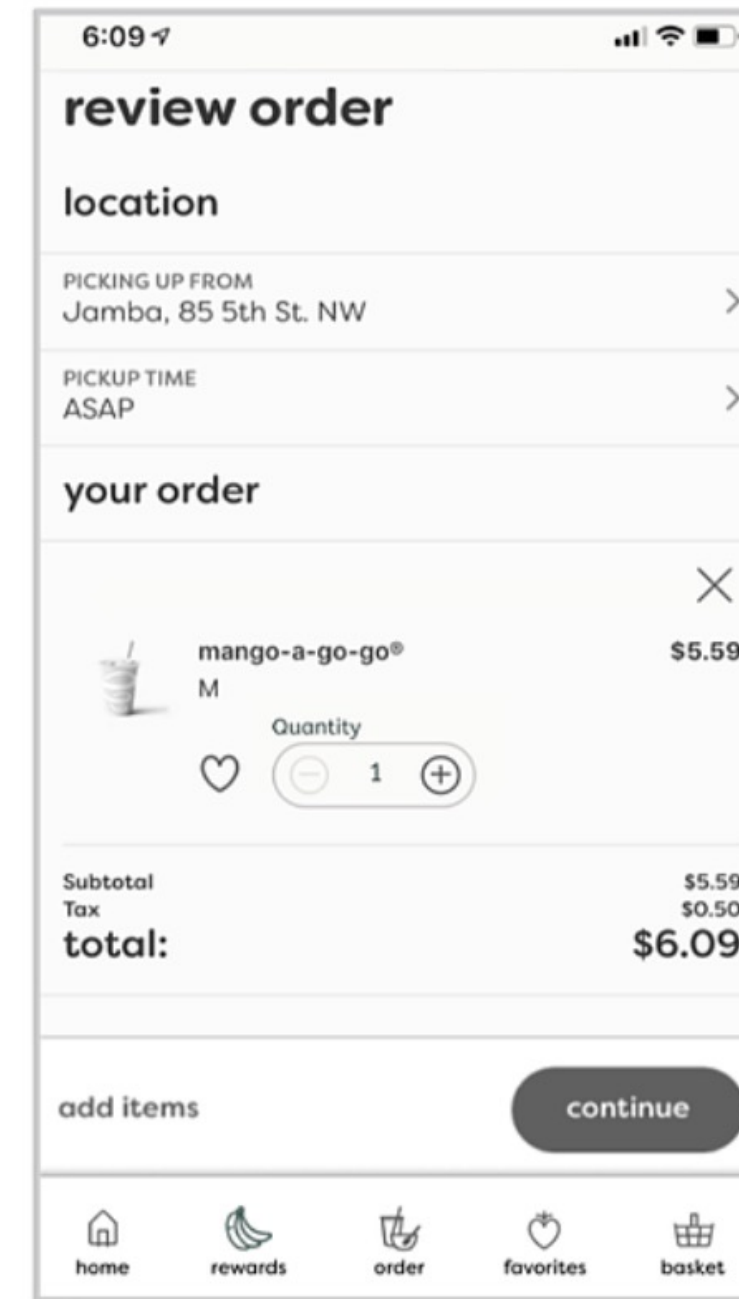 6:09
review order
location
PICKING UP FROM
Jamba, 85 5th St. NW
PICKUP TIME
ASAP
your order
mango-a-go-go® $5.59
M
Quantity
1
Subtotal $5.59
Tax $0.50
total: $6.09
add items continue
home rewards order favorites basket